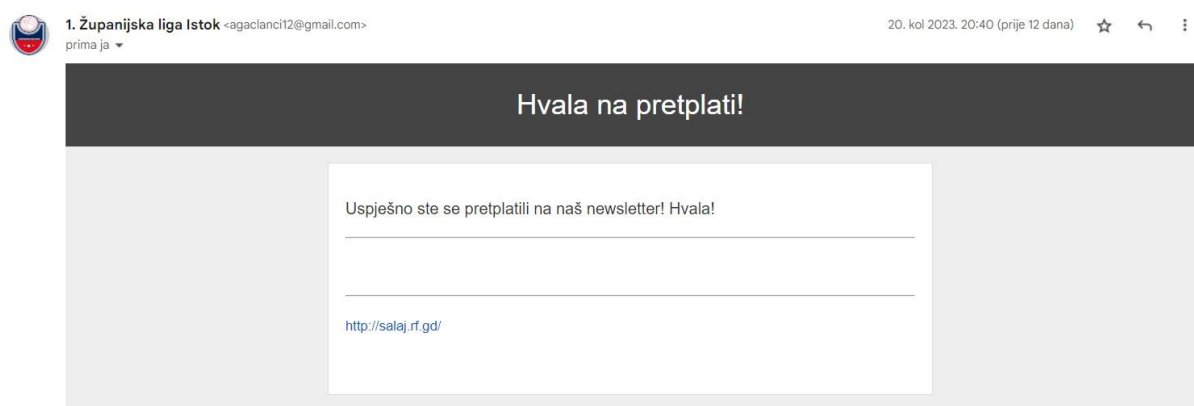 1. Županijska liga Istok <agaclanci12@gmail.com>
20. kol 2023. 20:40 (prije 12 dana)
prima ja
Hvala na pretplati!
Uspješno ste se pretplatili na naš newsletter! Hvala!
http://salaj.rf.gd/